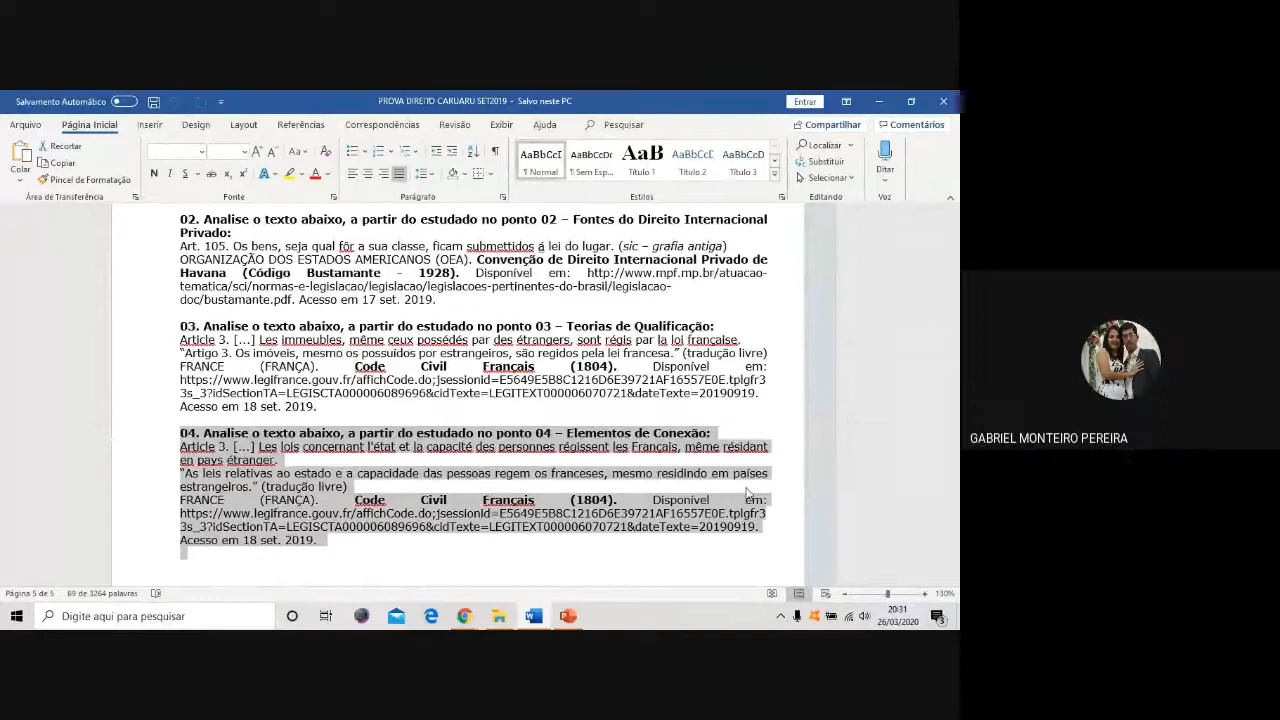 Salvamento Automático
PROVA DIREITO CARUARU SET2019 - Salvo neste PC
Entrar
Arquivo Página Inicial Inserir Design Layout Referências Correspondências Revisão Exibir Ajuda Pesquisar Compartilhar Comentários
Colar
Recortar
Copiar
Pincel de Formatação
Área de Transferência
N I S ab x₂ x² A A
Aa
Fonte
Parágrafo
AaBbCcI AaBbCcDc AaB AaBbCcI AaBbCcD
¶ Normal ¶ Sem Esp... Título 1 Título 2 Título 3
Estilos
Localizar
Substituir
Selecionar
Editando
Ditar
Voz
02. Analise o texto abaixo, a partir do estudado no ponto 02 – Fontes do Direito Internacional
Privado:
Art. 105. Os bens, seja qual fôr a sua classe, ficam submettidos á lei do lugar. (sic – grafia antiga)
ORGANIZAÇÃO DOS ESTADOS AMERICANOS (OEA). Convenção de Direito Internacional Privado de
Havana (Código Bustamante - 1928). Disponível em: http://www.mpf.mp.br/atuacao-
tematica/sci/normas-e-legislacao/legislacao/legislacoes-pertinentes-do-brasil/legislacao-
doc/bustamante.pdf. Acesso em 17 set. 2019.
03. Analise o texto abaixo, a partir do estudado no ponto 03 – Teorias de Qualificação:
Article 3. [...] Les immeubles, même ceux possédés par des étrangers, sont régis par la loi française.
"Artigo 3. Os imóveis, mesmo os possuídos por estrangeiros, são regidos pela lei francesa." (tradução livre)
FRANCE (FRANÇA). Code Civil Français (1804). Disponível em:
https://www.legifrance.gouv.fr/affichCode.do;jsessionid=E5649E5B8C1216D6E39721AF16557E0E.tplgfr3
3s_3?idSectionTA=LEGISCTA000006089696&cidTexte=LEGITEXT000006070721&dateTexte=20190919.
Acesso em 18 set. 2019.
04. Analise o texto abaixo, a partir do estudado no ponto 04 – Elementos de Conexão:
Article 3. [...] Les lois concernant l'état et la capacité des personnes régissent les Français, même résidant
en pays étranger.
"As leis relativas ao estado e a capacidade das pessoas regem os franceses, mesmo residindo em países
estrangeiros." (tradução livre)
FRANCE (FRANÇA). Code Civil Français (1804). Disponível em:
https://www.legifrance.gouv.fr/affichCode.do;jsessionid=E5649E5B8C1216D6E39721AF16557E0E.tplgfr3
3s_3?idSectionTA=LEGISCTA000006089696&cidTexte=LEGITEXT000006070721&dateTexte=20190919.
Acesso em 18 set. 2019.
GABRIEL MONTEIRO PEREIRA
Página 5 de 5 89 de 3264 palavras
130%
Digite aqui para pesquisar
20:31
26/03/2020
3